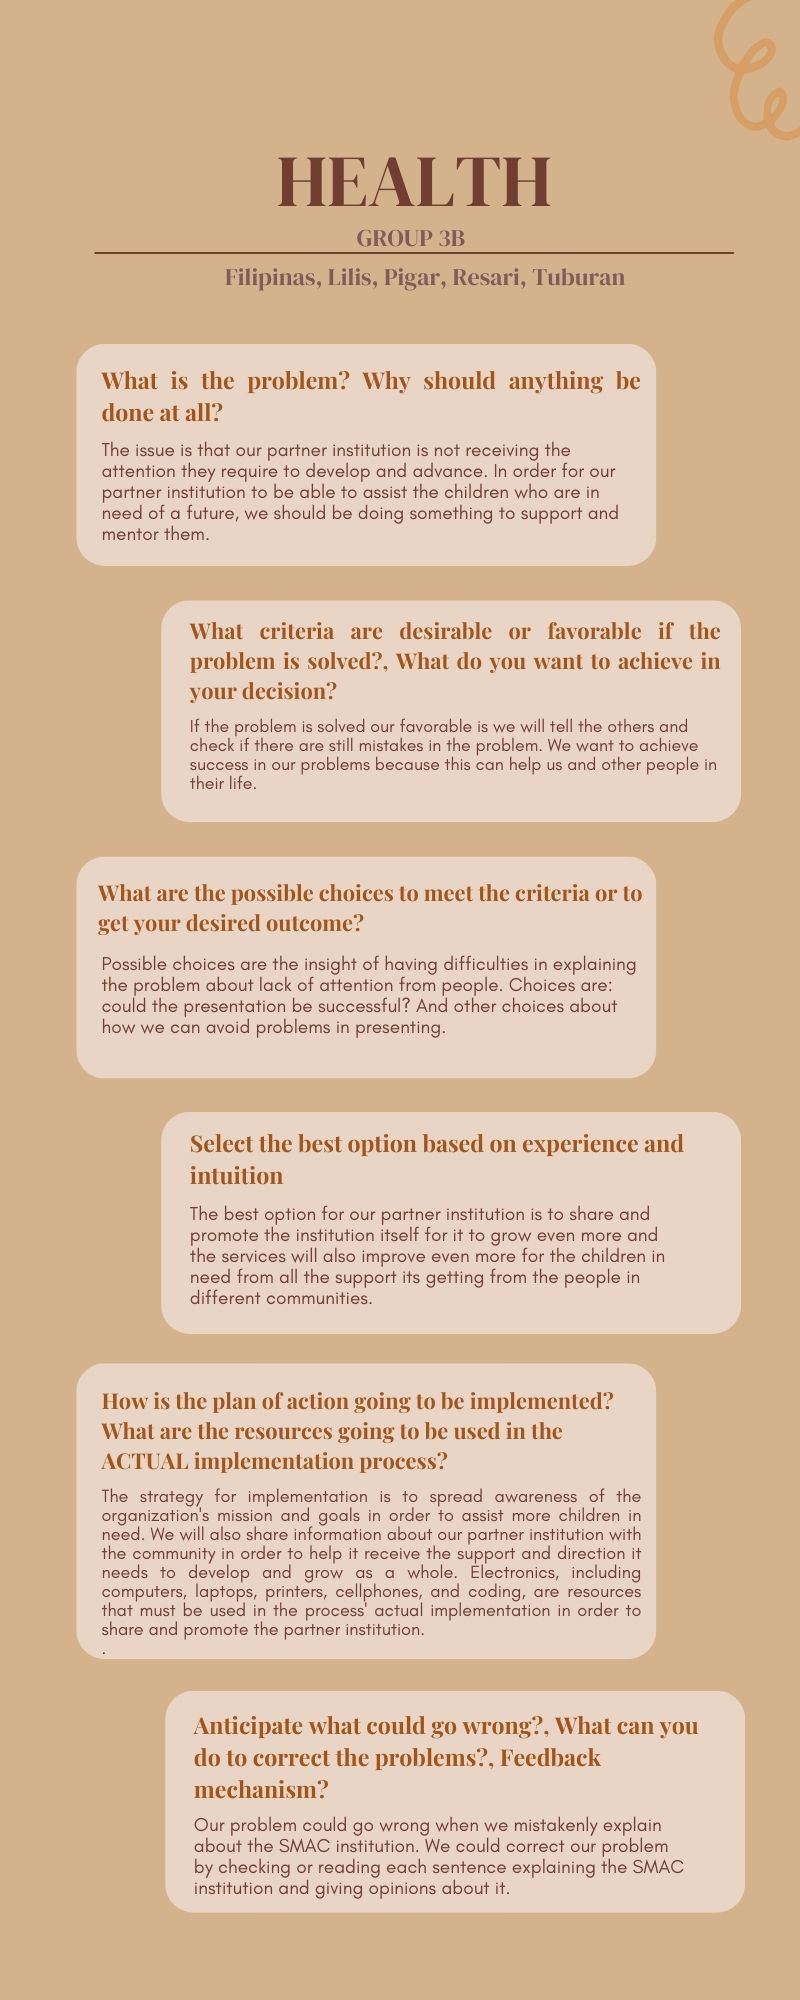 HEALTH
GROUP 3B
Filipinas, Lilis, Pigar, Resari, Tuburan
What is the problem? Why should anything be
done at all?
The issue is that our partner institution is not receiving the
attention they require to develop and advance. In order for our
partner institution to be able to assist the children who are in
need of a future, we should be doing something to support and
mentor them.
What criteria are desirable or favorable if the
problem is solved?, What do you want to achieve in
your decision?
If the problem is solved our favorable is we will tell the others and
check if there are still mistakes in the problem. We want to achieve
success in our problems because this can help us and other people in
their life.
What are the possible choices to meet the criteria or to
get your desired outcome?
Possible choices are the insight of having difficulties in explaining
the problem about lack of attention from people. Choices are:
could the presentation be successful? And other choices about
how we can avoid problems in presenting.
Select the best option based on experience and
intuition
The best option for our partner institution is to share and
promote the institution itself for it to grow even more and
the services will also improve even more for the children in
need from all the support its getting from the people in
different communities.
How is the plan of action going to be implemented?
What are the resources going to be used in the
ACTUAL implementation process?
The strategy for implementation is to spread awareness of the
organization's mission and goals in order to assist more children in
need. We will also share information about our partner institution with
the community in order to help it receive the support and direction it
needs to develop and grow as a whole. Electronics, including
computers, laptops, printers, cellphones, and coding, are resources
that must be used in the process' actual implementation in order to
share and promote the partner institution.
.
Anticipate what could go wrong?, What can you
do to correct the problems?, Feedback
mechanism?
Our problem could go wrong when we mistakenly explain
about the SMAC institution. We could correct our problem
by checking or reading each sentence explaining the SMAC
institution and giving opinions about it.